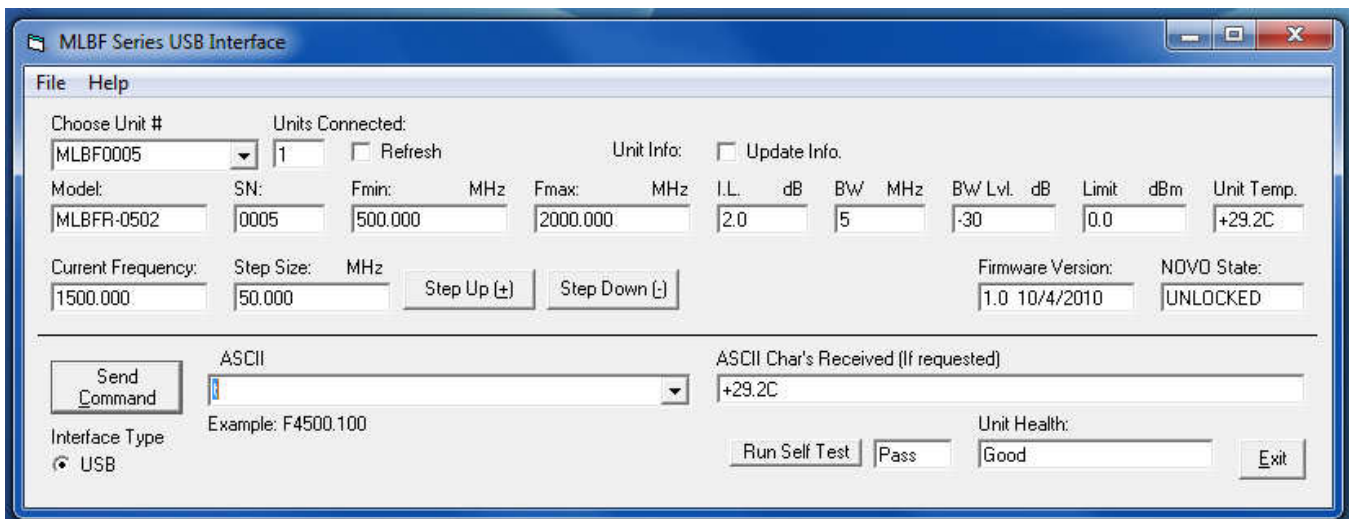 MLBF Series USB Interface
File Help
Choose Unit # Units Connected:
MLBF0005 1 Refresh Unit Info: Update Info.
Model: SN: Fmin: MHz Fmax: MHz I.L. dB BW MHz BW Lvl. dB Limit dBm Unit Temp.
MLBFR-0502 0005 500.000 2000.000 2.0 5 -30 0.0 +29.2C
Current Frequency: Step Size: MHz Firmware Version: NOVO State:
1500.000 50.000 Step Up (+) Step Down (-) 1.0 10/4/2010 UNLOCKED
ASCII ASCII Char's Received (If requested)
Send Command t +29.2C
Example: F4500.100 Unit Health:
Interface Type Run Self Test Pass Good Exit
USB